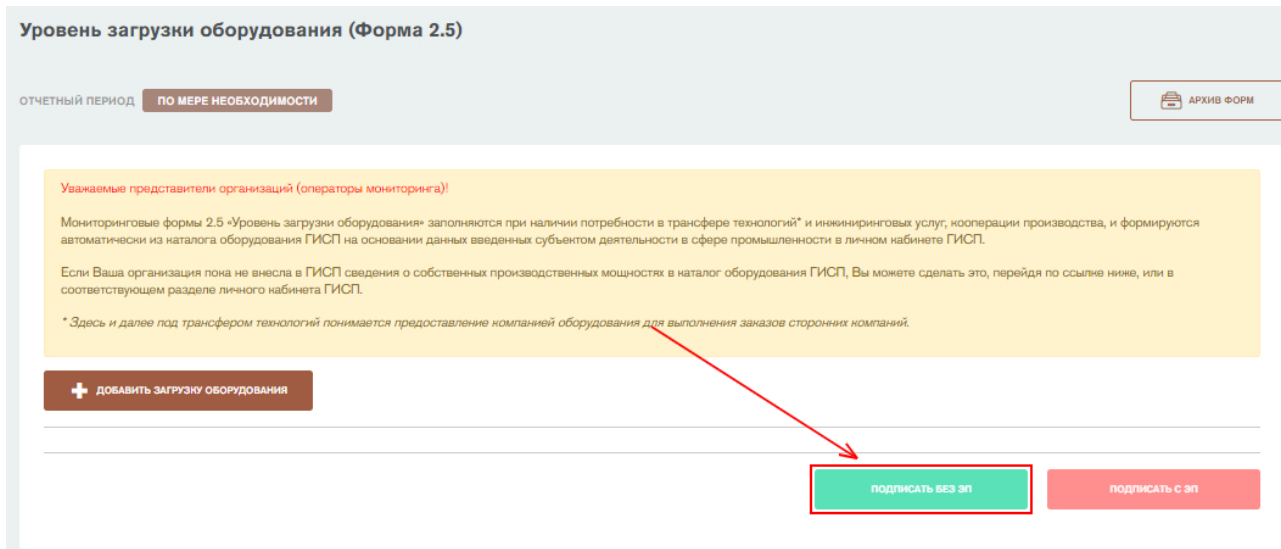 Уровень загрузки оборудования (Форма 2.5)
ОТЧЕТНЫЙ ПЕРИОД ПО МЕРЕ НЕОБХОДИМОСТИ АРХИВ ФОРМ
Уважаемые представители организаций (операторы мониторинга)!
Мониторинговые формы 2.5 «Уровень загрузки оборудования» заполняются при наличии потребности в трансфере технологий* и инжиниринговых услуг, кооперации производства, и формируются
автоматически из каталога оборудования ГИСП на основании данных введенных субъектом деятельности в сфере промышленности в личном кабинете ГИСП.
Если Ваша организация пока не внесла в ГИСП сведения о собственных производственных мощностях в каталог оборудования ГИСП, Вы можете сделать это, перейдя по ссылке ниже, или в
соответствующем разделе личного кабинета ГИСП.
* Здесь и далее под трансфером технологий понимается предоставление компанией оборудования для выполнения заказов сторонних компаний.
ДОБАВИТЬ ЗАГРУЗКУ ОБОРУДОВАНИЯ
ПОДПИСАТЬ БЕЗ ЭП ПОДПИСАТЬ С ЭП